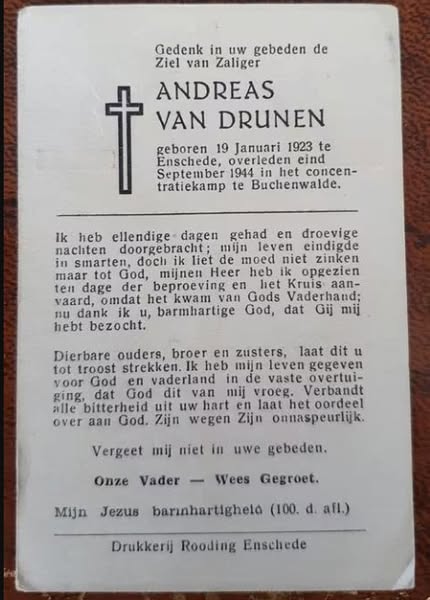 Gedenk in uw gebeden de
Ziel van Zaliger
ANDREAS
VAN DRUNEN
geboren 19 Januari 1923 te
Enschede, overleden eind
September 1944 in het concen-
tratiekamp te Buchenwalde.
Ik heb ellendige dagen gehad en droevige
nachten doorgebracht; mijn leven eindigde
in smarten, doch ik liet de moed niet zinken
maar tot God, mijnen Heer heb ik opgezien
ten dage der beproeving en het Kruis aan-
vaard, omdat het kwam van Gods Vaderhand;
nu dank ik u, barmhartige God, dat Gij mij
hebt bezocht.
Dierbare ouders, broer en zusters, laat dit u
tot troost strekken. Ik heb mijn leven gegeven
voor God en vaderland in de vaste overtui-
ging, dat God dit van mij vroeg. Verbandt
alle bitterheid uit uw hart en laat het oordeel
over aan God. Zijn wegen Zijn onnaspeurlijk.
Vergeet mij niet in uwe gebeden.
Onze Vader — Wees Gegroet.
Mijn Jezus barmhartigheid (100. d. afl.)
Drukkerij Rooding Enschede